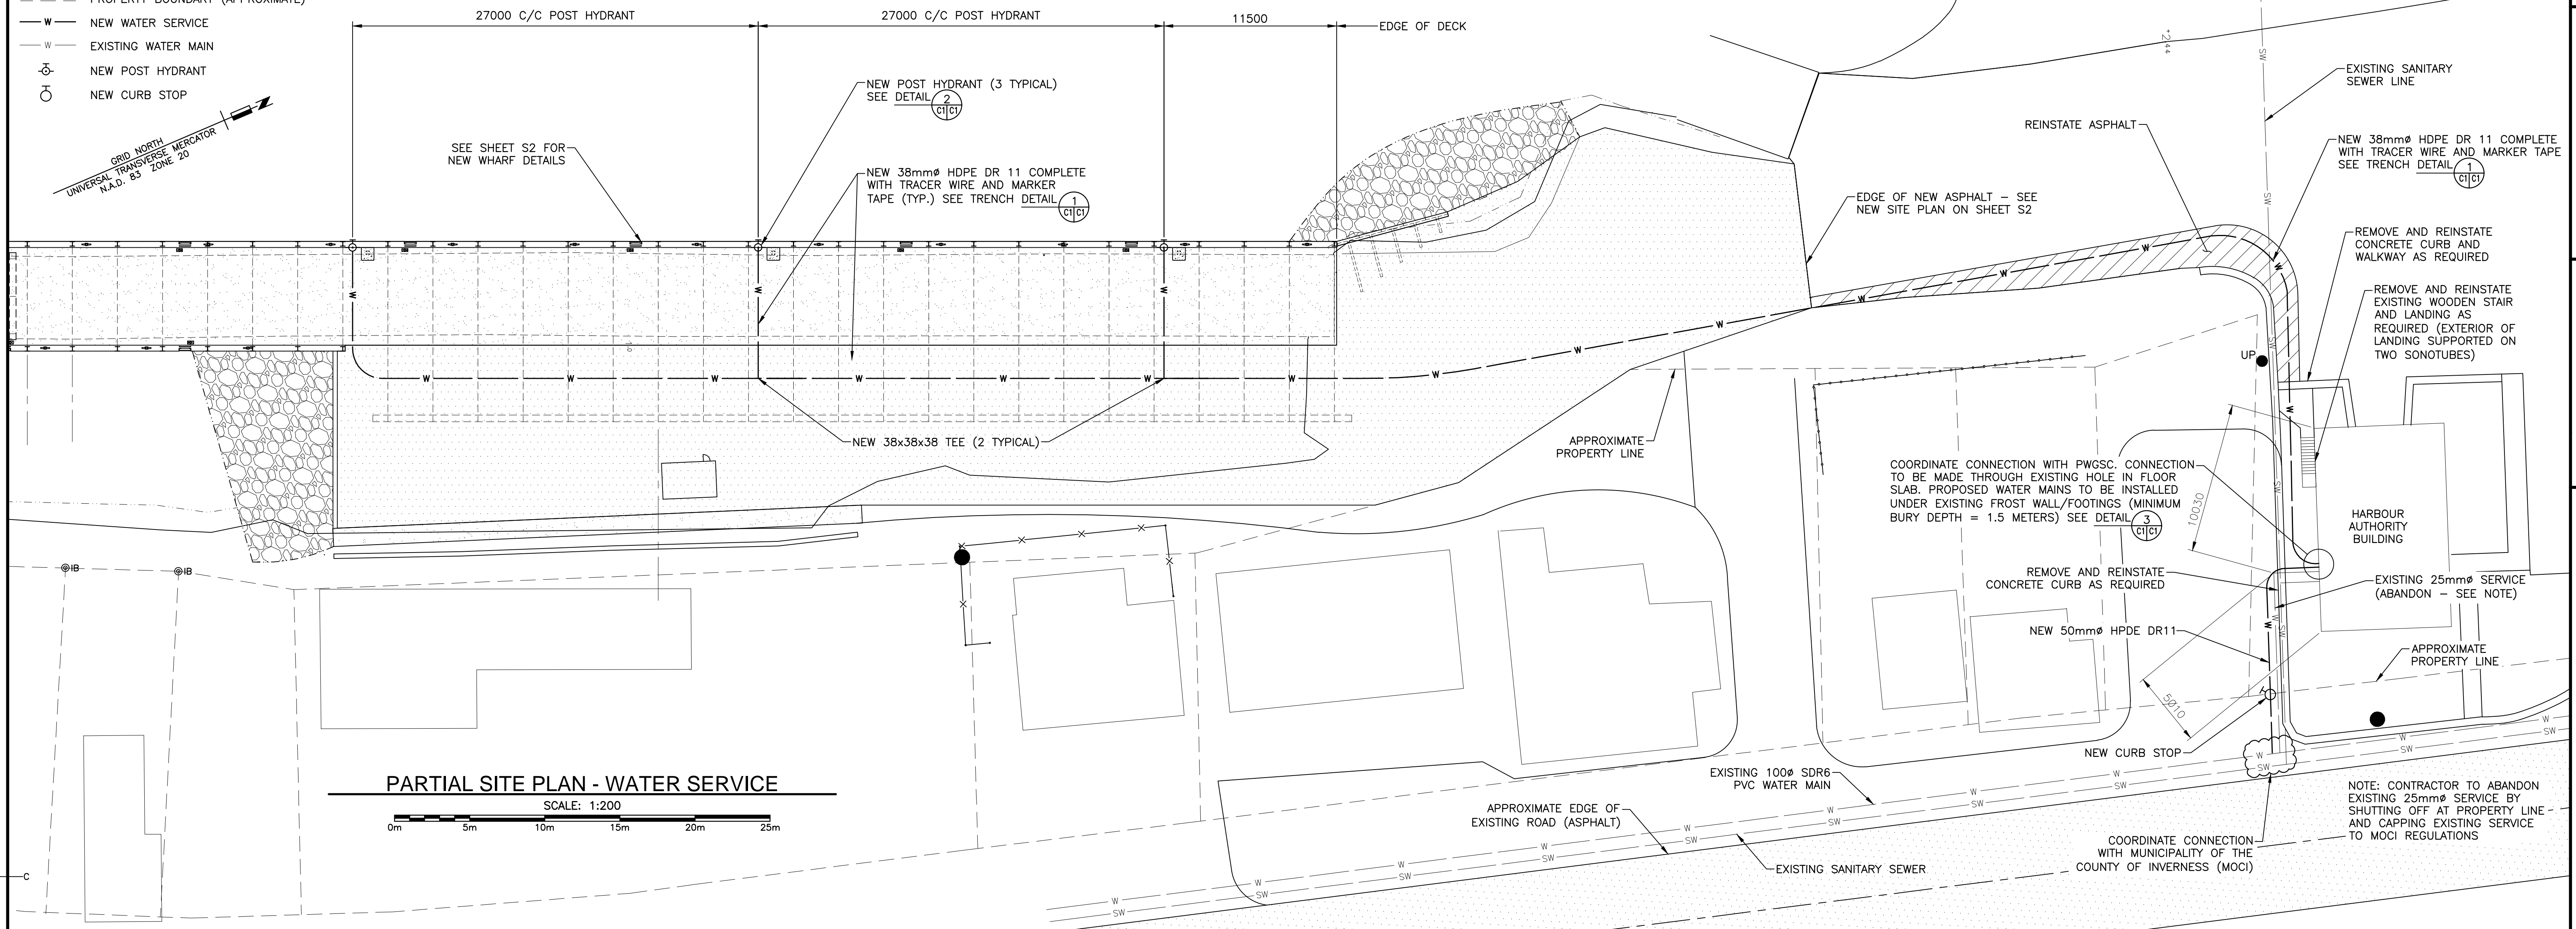 PROPERTY BOUNDARY (APPROXIMATE)
W NEW WATER SERVICE
W EXISTING WATER MAIN
NEW POST HYDRANT
NEW CURB STOP
GRID NORTH
UNIVERSAL TRANSVERSE MERCATOR
N.A.D. 83 ZONE 20
27000 C/C POST HYDRANT
27000 C/C POST HYDRANT
11500
EDGE OF DECK
NEW POST HYDRANT (3 TYPICAL)
SEE DETAIL 2
C1 C1
SEE SHEET S2 FOR
NEW WHARF DETAILS
NEW 38mmø HDPE DR 11 COMPLETE
WITH TRACER WIRE AND MARKER
TAPE (TYP.) SEE TRENCH DETAIL 1
C1 C1
EDGE OF NEW ASPHALT – SEE
NEW SITE PLAN ON SHEET S2
REINSTATE ASPHALT
EXISTING SANITARY
SEWER LINE
NEW 38mmø HDPE DR 11 COMPLETE
WITH TRACER WIRE AND MARKER TAPE
SEE TRENCH DETAIL 1
C1 C1
REMOVE AND REINSTATE
CONCRETE CURB AND
WALKWAY AS REQUIRED
REMOVE AND REINSTATE
EXISTING WOODEN STAIR
AND LANDING AS
REQUIRED (EXTERIOR OF
LANDING SUPPORTED ON
TWO SONOTUBES)
UP
NEW 38x38x38 TEE (2 TYPICAL)
APPROXIMATE
PROPERTY LINE
COORDINATE CONNECTION WITH PWGSC. CONNECTION
TO BE MADE THROUGH EXISTING HOLE IN FLOOR
SLAB. PROPOSED WATER MAINS TO BE INSTALLED
UNDER EXISTING FROST WALL/FOOTINGS (MINIMUM
BURY DEPTH = 1.5 METERS) SEE DETAIL 3
C1 C1
10030
HARBOUR
AUTHORITY
BUILDING
REMOVE AND REINSTATE
CONCRETE CURB AS REQUIRED
EXISTING 25mmø SERVICE
(ABANDON – SEE NOTE)
NEW 50mmø HPDE DR11
APPROXIMATE
PROPERTY LINE
5010
IB
IB
NEW CURB STOP
EXISTING 100ø SDR6
PVC WATER MAIN
APPROXIMATE EDGE OF
EXISTING ROAD (ASPHALT)
EXISTING SANITARY SEWER
NOTE: CONTRACTOR TO ABANDON
EXISTING 25mmø SERVICE BY
SHUTTING OFF AT PROPERTY LINE
AND CAPPING EXISTING SERVICE
TO MOCI REGULATIONS
COORDINATE CONNECTION
WITH MUNICIPALITY OF THE
COUNTY OF INVERNESS (MOCI)
PARTIAL SITE PLAN - WATER SERVICE
SCALE: 1:200
0m 5m 10m 15m 20m 25m
C